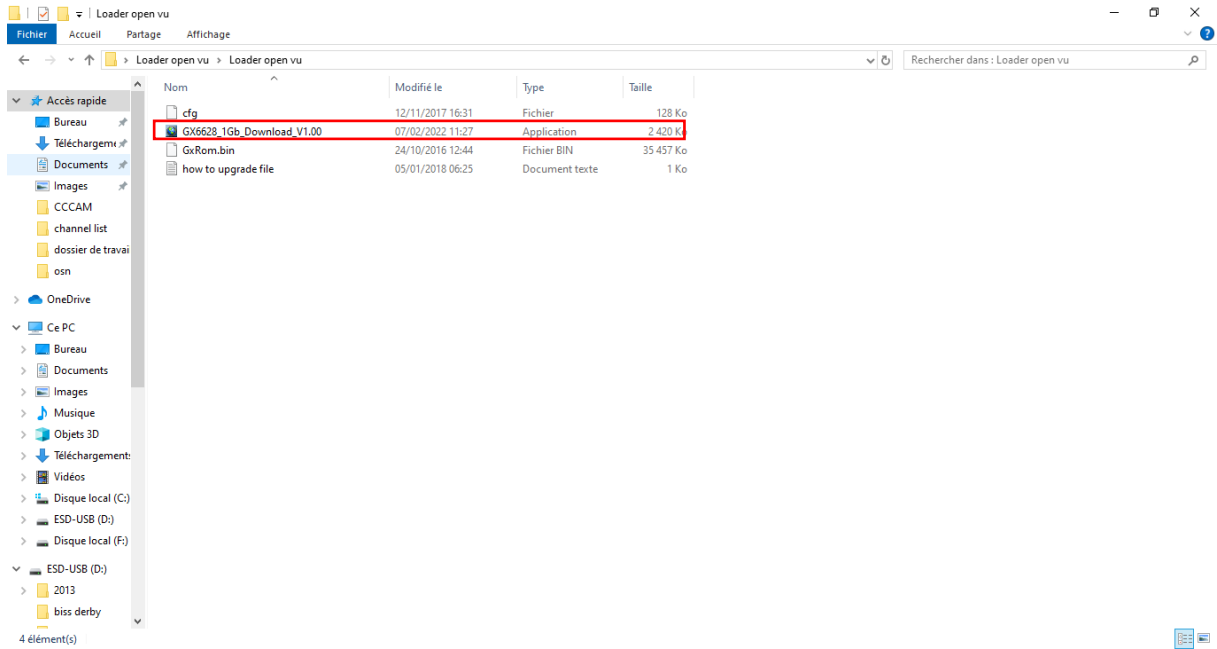 Loader open vu
Fichier Accueil Partage Affichage
Loader open vu Loader open vu
Rechercher dans : Loader open vu
Nom Modifié le Type Taille
cfg 12/11/2017 16:31 Fichier 128 Ko
GX6628_1Gb_Download_V1.00 07/02/2022 11:27 Application 2 420 Ko
GxRom.bin 24/10/2016 12:44 Fichier BIN 35 457 Ko
how to upgrade file 05/01/2018 06:25 Document texte 1 Ko
Accès rapide
Bureau
Téléchargeme
Documents
Images
CCCAM
channel list
dossier de travai
osn
OneDrive
Ce PC
Bureau
Documents
Images
Musique
Objets 3D
Téléchargements
Vidéos
Disque local (C:)
ESD-USB (D:)
Disque local (F:)
ESD-USB (D:)
2013
biss derby
4 élément(s)